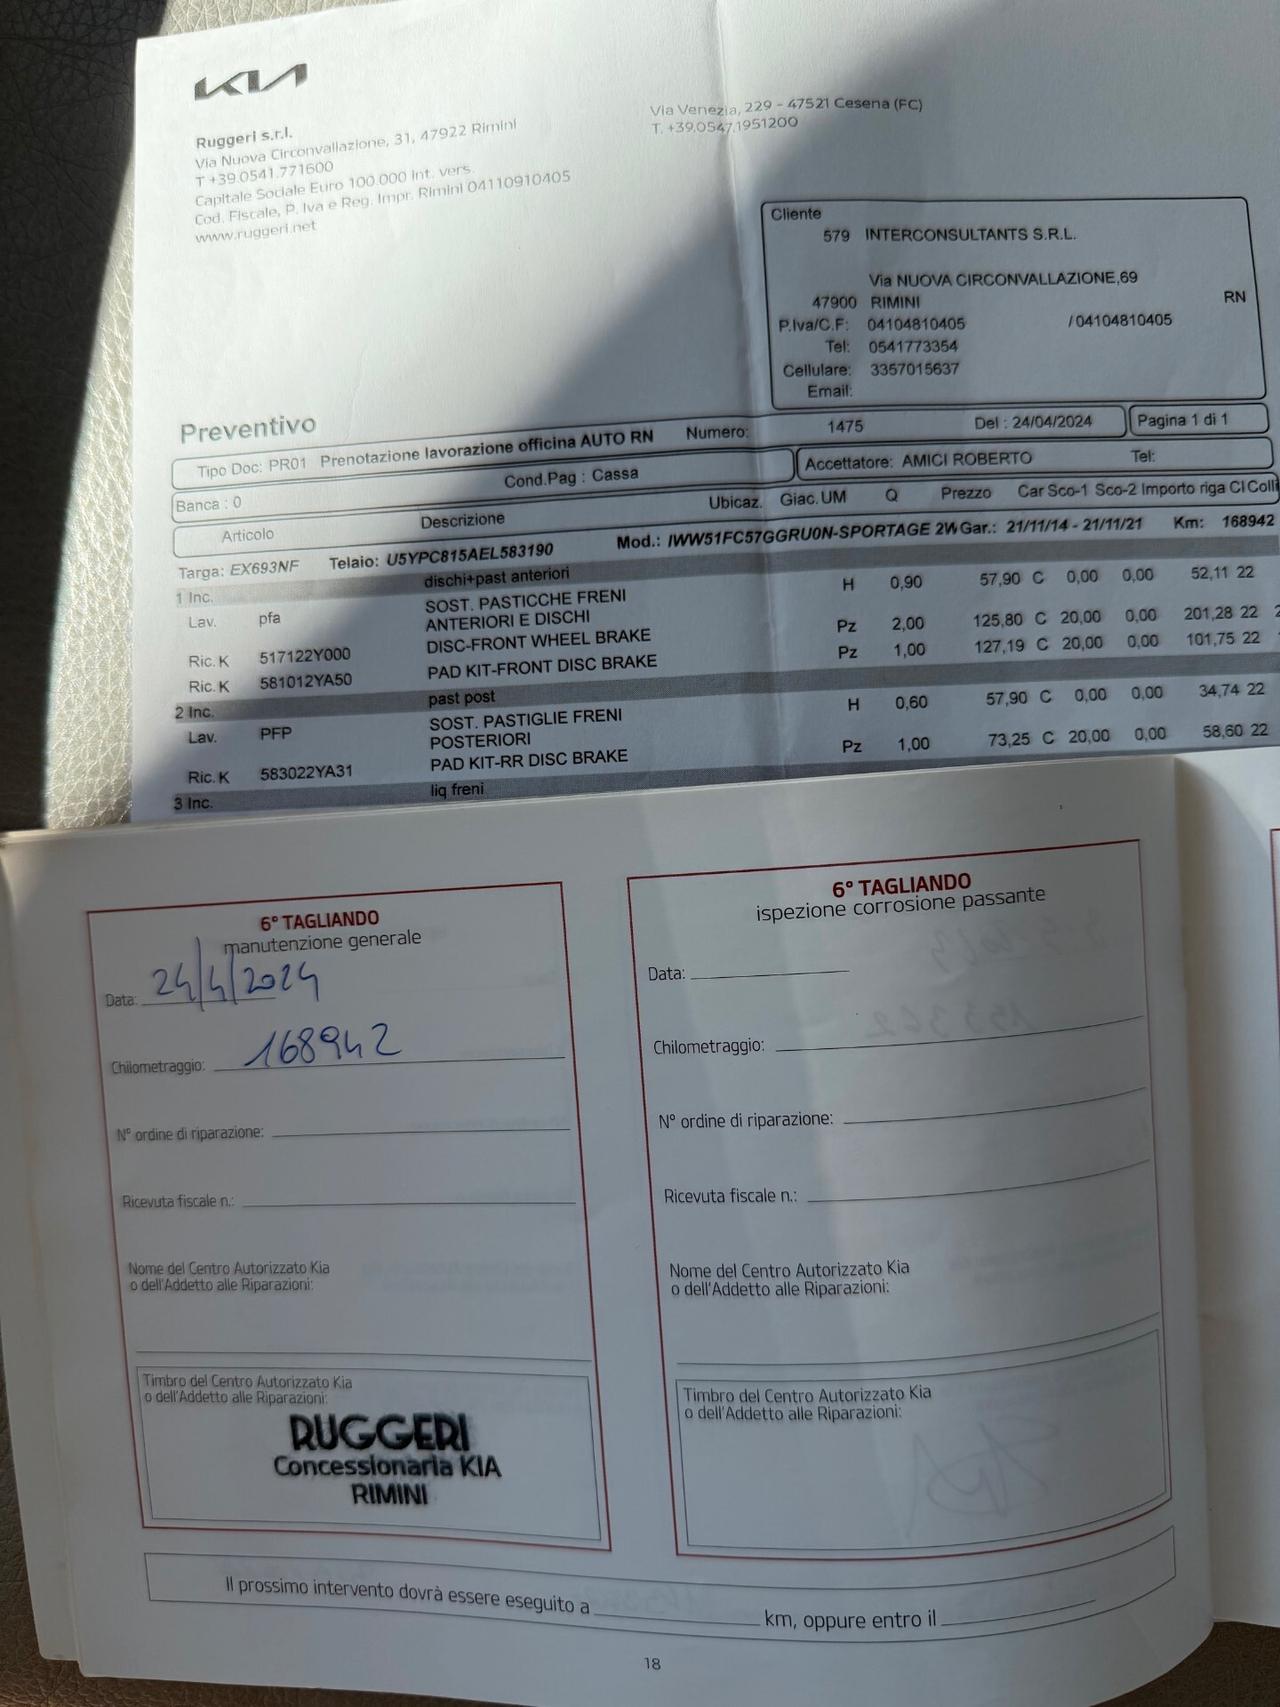 KIA
Ruggeri s.r.l.
Via Nuova Circonvallazione, 31, 47922 Rimini
T +39.0541.771600
Capitale Sociale Euro 100.000 int. vers.
Cod. Fiscale, P. Iva e Reg. Impr. Rimini 04110910405
www.ruggeri.net
Via Venezia, 229 - 47521 Cesena (FC)
T. +39.0547.1951200
Cliente
579 INTERCONSULTANTS S.R.L.
Via NUOVA CIRCONVALLAZIONE,69
47900 RIMINI RN
P.Iva/C.F: 04104810405 /04104810405
Tel: 0541773354
Cellulare: 3357015637
Email:
Preventivo
Tipo Doc: PR01 Prenotazione lavorazione officina AUTO RN Numero: 1475 Del : 24/04/2024 Pagina 1 di 1
Banca : 0 Cond.Pag : Cassa Accettatore: AMICI ROBERTO Tel:
Articolo Descrizione Ubicaz. Giac. UM Q Prezzo Car Sco-1 Sco-2 Importo riga CI Colli
Targa: EX693NF Telaio: U5YPC815AEL583190 Mod.: IWW51FC57GGRU0N-SPORTAGE 2W Gar.: 21/11/14 - 21/11/21 Km: 168942
1 Inc. dischi+past anteriori
Lav. pfa SOST. PASTICCHE FRENI H 0,90 57,90 C 0,00 0,00 52,11 22
ANTERIORI E DISCHI
Ric. K 517122Y000 DISC-FRONT WHEEL BRAKE Pz 2,00 125,80 C 20,00 0,00 201,28 22
Ric. K 581012YA50 PAD KIT-FRONT DISC BRAKE Pz 1,00 127,19 C 20,00 0,00 101,75 22
2 Inc. past post
Lav. PFP SOST. PASTIGLIE FRENI H 0,60 57,90 C 0,00 0,00 34,74 22
POSTERIORI
Ric. K 583022YA31 PAD KIT-RR DISC BRAKE Pz 1,00 73,25 C 20,00 0,00 58,60 22
3 Inc. liq freni
6° TAGLIANDO
manutenzione generale
Data: 24/4/2024
Chilometraggio: 168942
N° ordine di riparazione:
Ricevuta fiscale n.:
Nome del Centro Autorizzato Kia
o dell'Addetto alle Riparazioni:
Timbro del Centro Autorizzato Kia
o dell'Addetto alle Riparazioni:
RUGGERI
Concessionaria KIA
RIMINI
6° TAGLIANDO
ispezione corrosione passante
Data:
Chilometraggio:
N° ordine di riparazione:
Ricevuta fiscale n.:
Nome del Centro Autorizzato Kia
o dell'Addetto alle Riparazioni:
Timbro del Centro Autorizzato Kia
o dell'Addetto alle Riparazioni:
Il prossimo intervento dovrà essere eseguito a km, oppure entro il
18